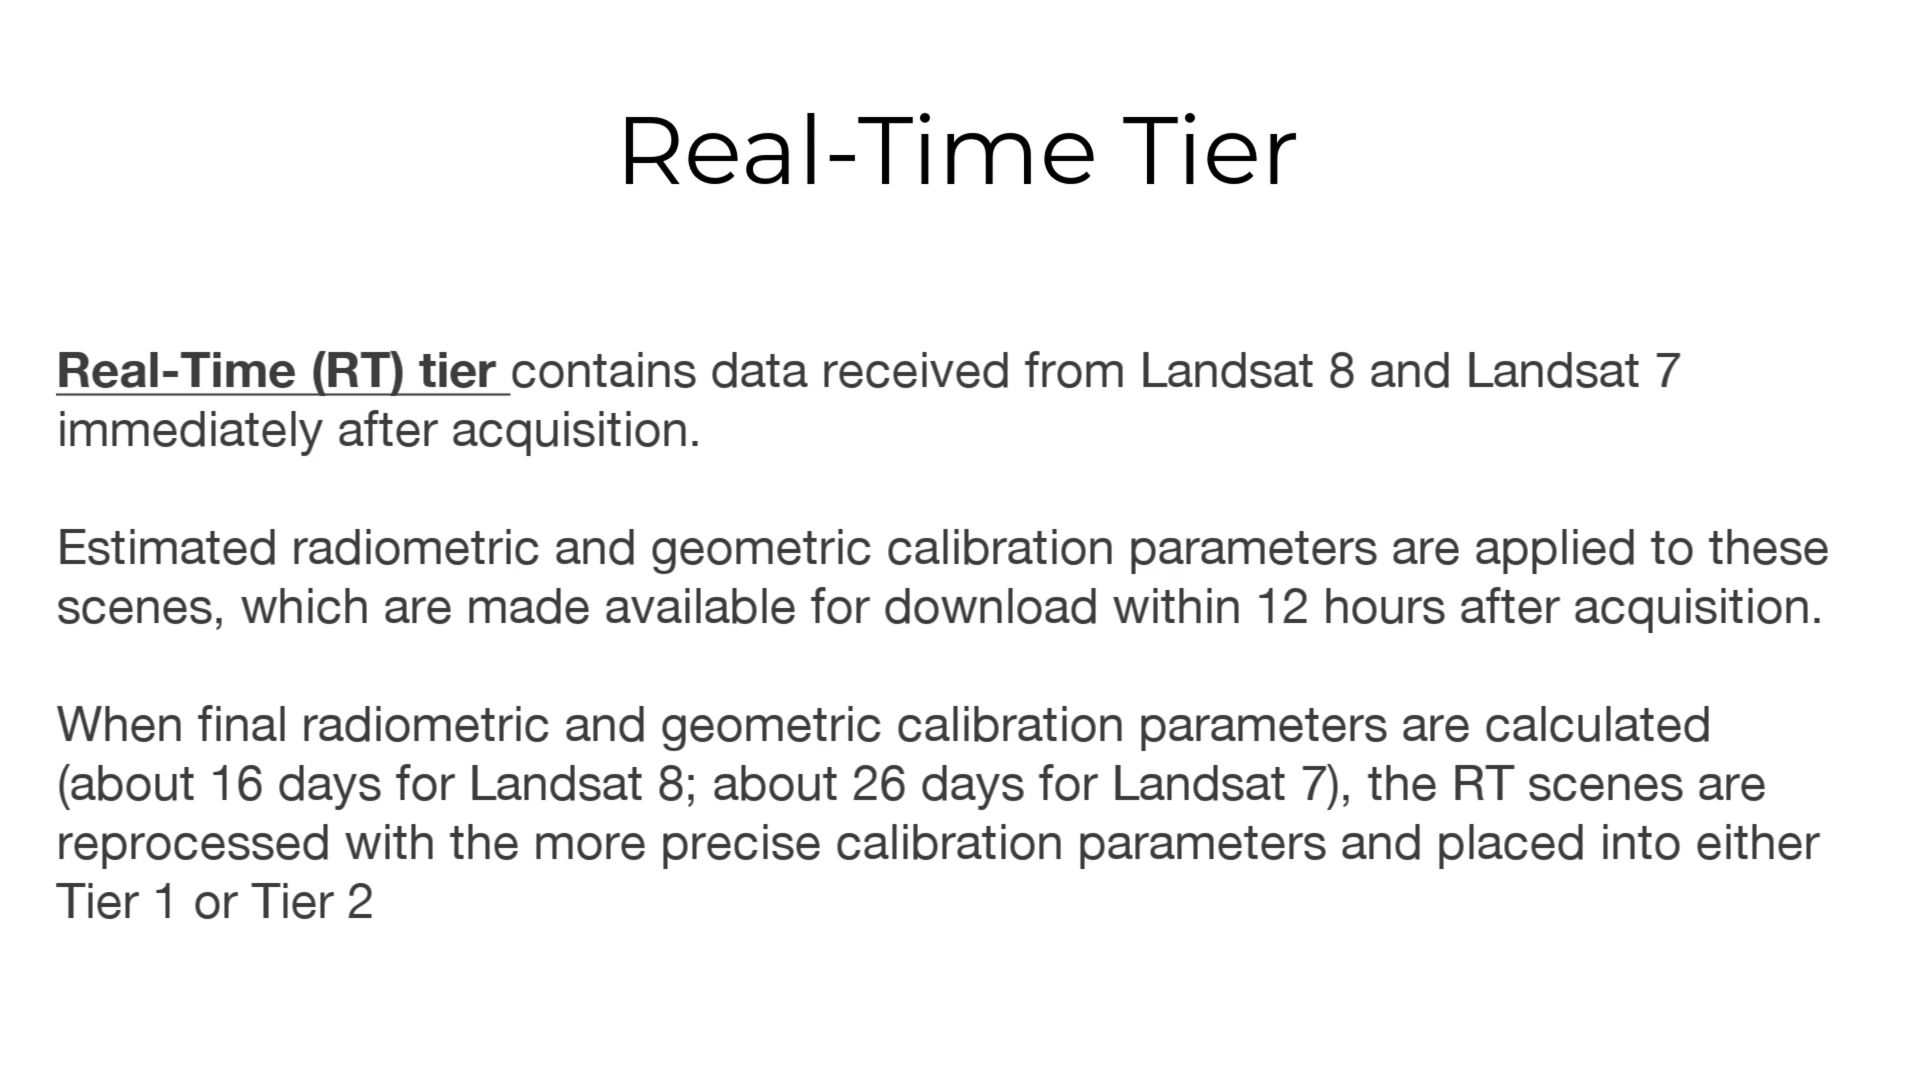 Real-Time Tier
Real-Time (RT) tier contains data received from Landsat 8 and Landsat 7
immediately after acquisition.
Estimated radiometric and geometric calibration parameters are applied to these
scenes, which are made available for download within 12 hours after acquisition.
When final radiometric and geometric calibration parameters are calculated
(about 16 days for Landsat 8; about 26 days for Landsat 7), the RT scenes are
reprocessed with the more precise calibration parameters and placed into either
Tier 1 or Tier 2